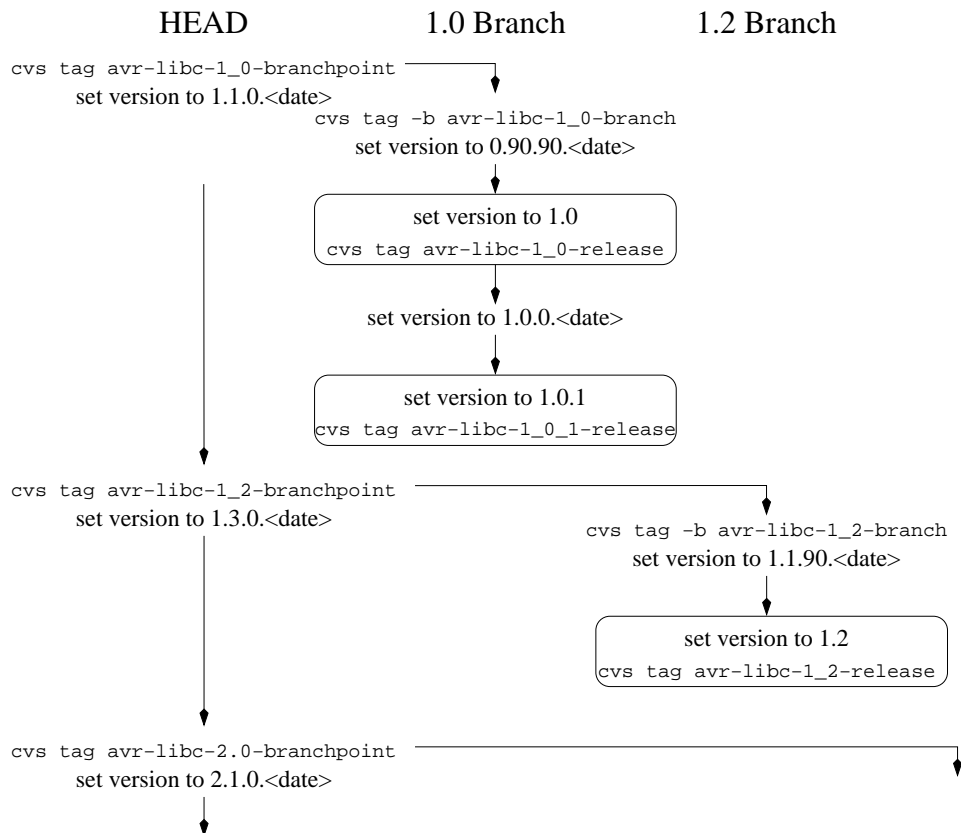 HEAD 1.0 Branch 1.2 Branch
cvs tag avr-libc-1_0-branchpoint
set version to 1.1.0.<date>
cvs tag -b avr-libc-1_0-branch
set version to 0.90.90.<date>
set version to 1.0
cvs tag avr-libc-1_0-release
set version to 1.0.0.<date>
set version to 1.0.1
cvs tag avr-libc-1_0_1-release
cvs tag avr-libc-1_2-branchpoint
set version to 1.3.0.<date>
cvs tag -b avr-libc-1_2-branch
set version to 1.1.90.<date>
set version to 1.2
cvs tag avr-libc-1_2-release
cvs tag avr-libc-2.0-branchpoint
set version to 2.1.0.<date>